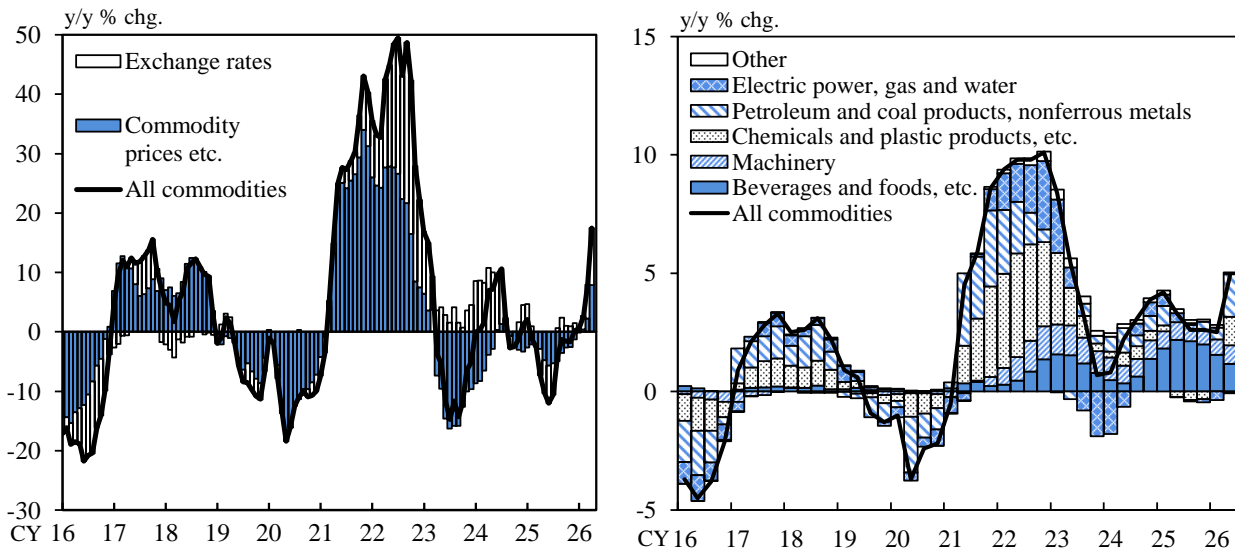 y/y % chg.
50
40
30
20
10
0
-10
-20
-30
Exchange rates
Commodity
prices etc.
All commodities
CY 16 17 18 19 20 21 22 23 24 25 26
y/y % chg.
15
10
5
0
-5
Other
Electric power, gas and water
Petroleum and coal products, nonferrous metals
Chemicals and plastic products, etc.
Machinery
Beverages and foods, etc.
All commodities
CY 16 17 18 19 20 21 22 23 24 25 26